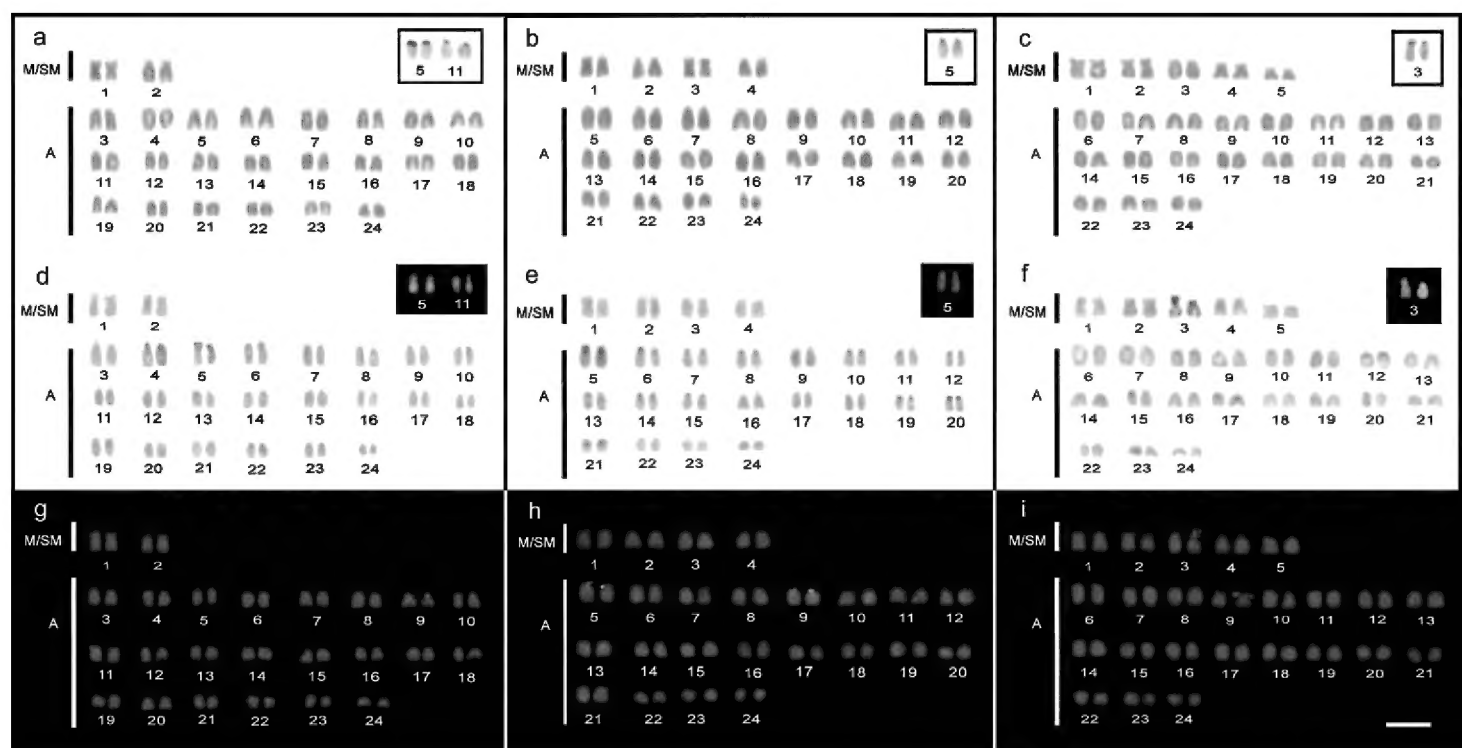 a
5 11
M/SM
1 2
A
3 4 5 6 7 8 9 10
11 12 13 14 15 16 17 18
19 20 21 22 23 24
b
5
M/SM
1 2 3 4
A
5 6 7 8 9 10 11 12
13 14 15 16 17 18 19 20
21 22 23 24
c
3
M/SM
1 2 3 4 5
A
6 7 8 9 10 11 12 13
14 15 16 17 18 19 20 21
22 23 24
d
5 11
M/SM
1 2
A
3 4 5 6 7 8 9 10
11 12 13 14 15 16 17 18
19 20 21 22 23 24
e
5
M/SM
1 2 3 4
A
5 6 7 8 9 10 11 12
13 14 15 16 17 18 19 20
21 22 23 24
f
3
M/SM
1 2 3 4 5
A
6 7 8 9 10 11 12 13
14 15 16 17 18 19 20 21
22 23 24
g
M/SM
1 2
A
3 4 5 6 7 8 9 10
11 12 13 14 15 16 17 18
19 20 21 22 23 24
h
M/SM
1 2 3 4
A
5 6 7 8 9 10 11 12
13 14 15 16 17 18 19 20
21 22 23 24
i
M/SM
1 2 3 4 5
A
6 7 8 9 10 11 12 13
14 15 16 17 18 19 20 21
22 23 24